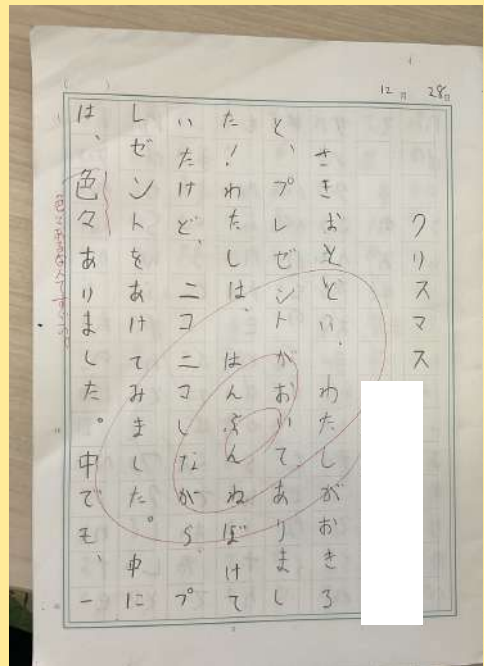 12月 28日
クリスマス
さきおととい、わたしがおきる
と、プレゼントがおいてありまし
た!わたしは、はんぶんねぼけて
いたけど、ニコニコしながら、プ
レゼントをあけてみました。中に
は、色々ありました。中でも、一